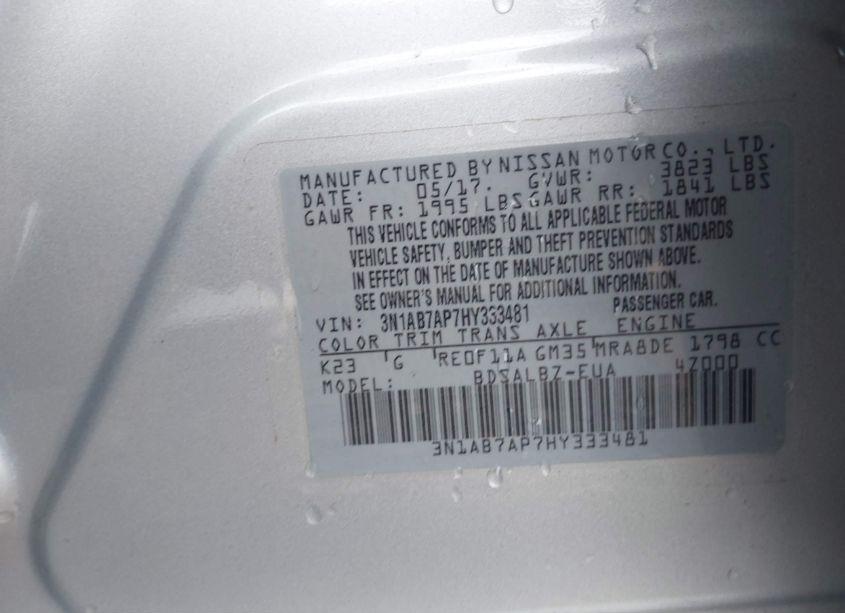 MANUFACTURED BY NISSAN MOTOR CO., LTD.
DATE: 05/17. GVWR: 3823 LBS
GAWR FR: 1995 LBS GAWR RR: 1841 LBS
THIS VEHICLE CONFORMS TO ALL APPLICABLE FEDERAL MOTOR
VEHICLE SAFETY, BUMPER AND THEFT PREVENTION STANDARDS
IN EFFECT ON THE DATE OF MANUFACTURE SHOWN ABOVE.
SEE OWNER'S MANUAL FOR ADDITIONAL INFORMATION.
VIN: 3N1AB7AP7HY333481 PASSENGER CAR.
COLOR TRIM TRANS AXLE ENGINE
K23 G RE0F11A GM35 MRA8DE 1798 CC
MODEL: BDSALBZ-EUA 4Z000
3N1AB7AP7HY333481